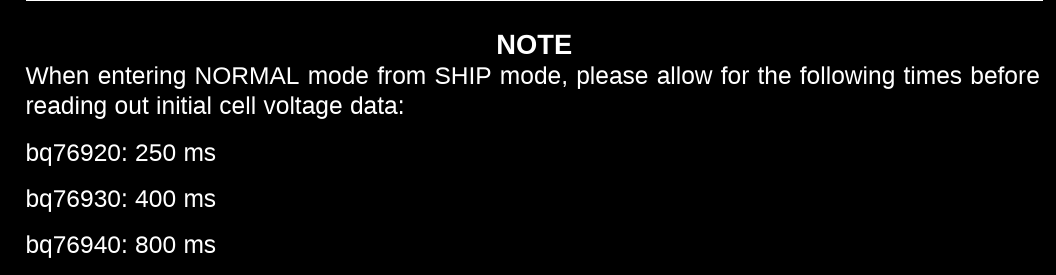 NOTE
When entering NORMAL mode from SHIP mode, please allow for the following times before
reading out initial cell voltage data:
bq76920: 250 ms
bq76930: 400 ms
bq76940: 800 ms